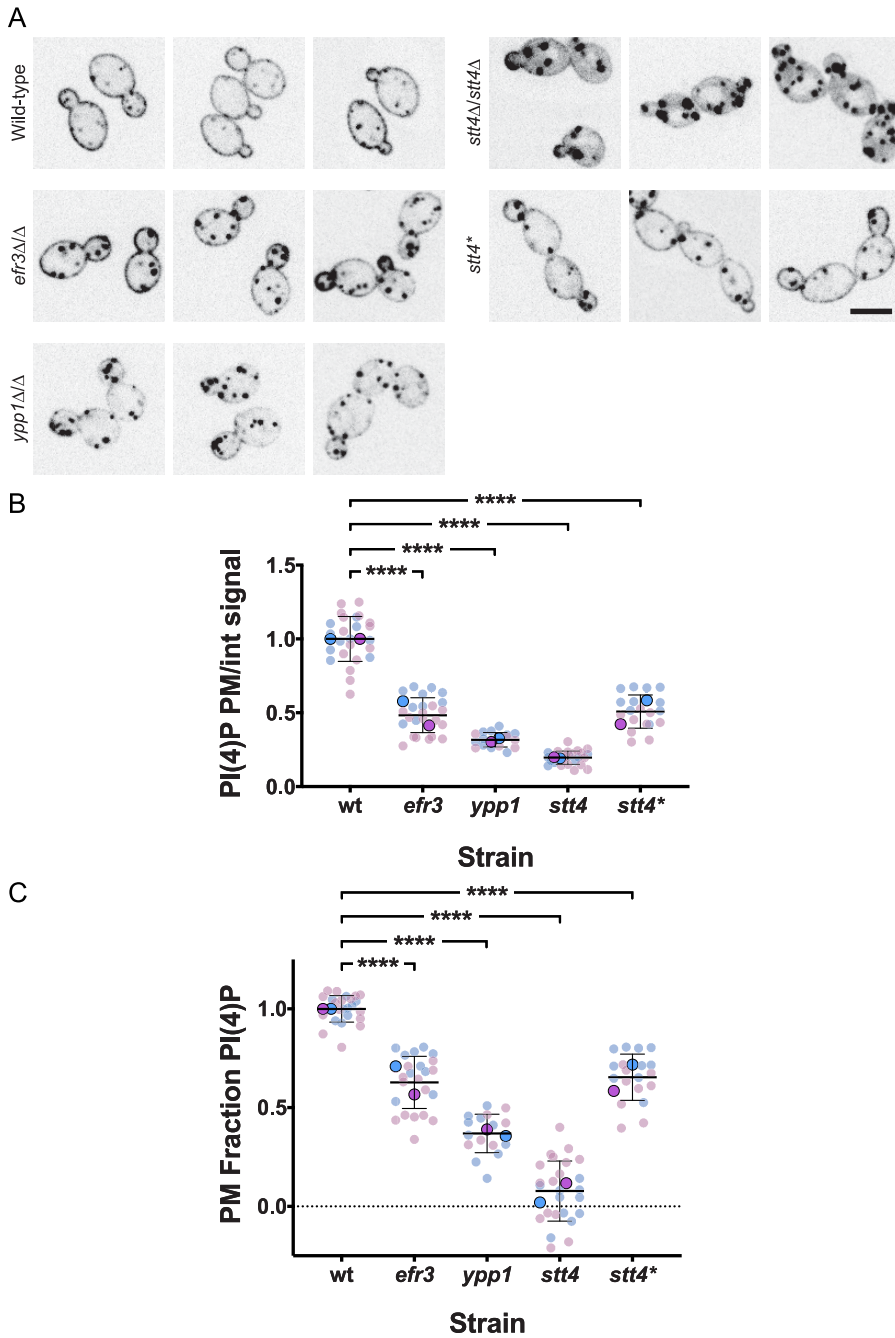 A
Wild-type
stt4Δ/stt4Δ
efr3Δ/Δ
stt4*
ypp1Δ/Δ
B
****
****
****
****
PI(4)P PM/int signal
1.5
1.0
0.5
0.0
wt efr3 ypp1 stt4 stt4*
Strain
C
****
****
****
****
PM Fraction PI(4)P
1.0
0.5
0.0
wt efr3 ypp1 stt4 stt4*
Strain